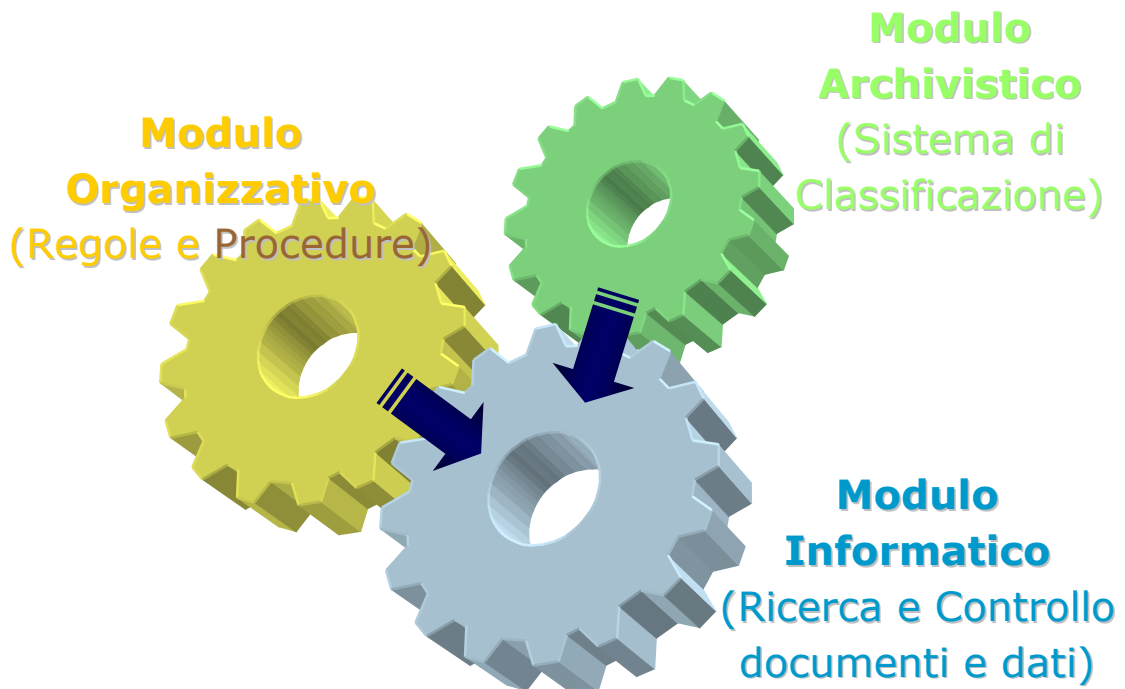 Modulo
Organizzativo
(Regole e Procedure)
Modulo
Archivistico
(Sistema di
Classificazione)
Modulo
Informatico
(Ricerca e Controllo
documenti e dati)